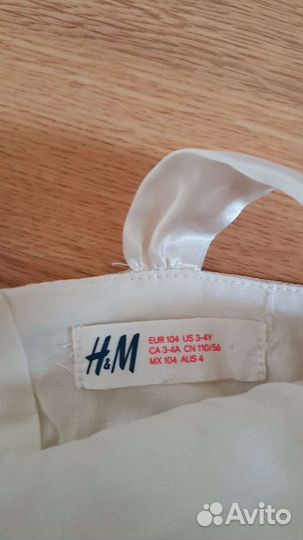 H&M
EUR 104 US 3-4Y
CA 3-4A CN 110/56
MX 104 AUS 4
Avito